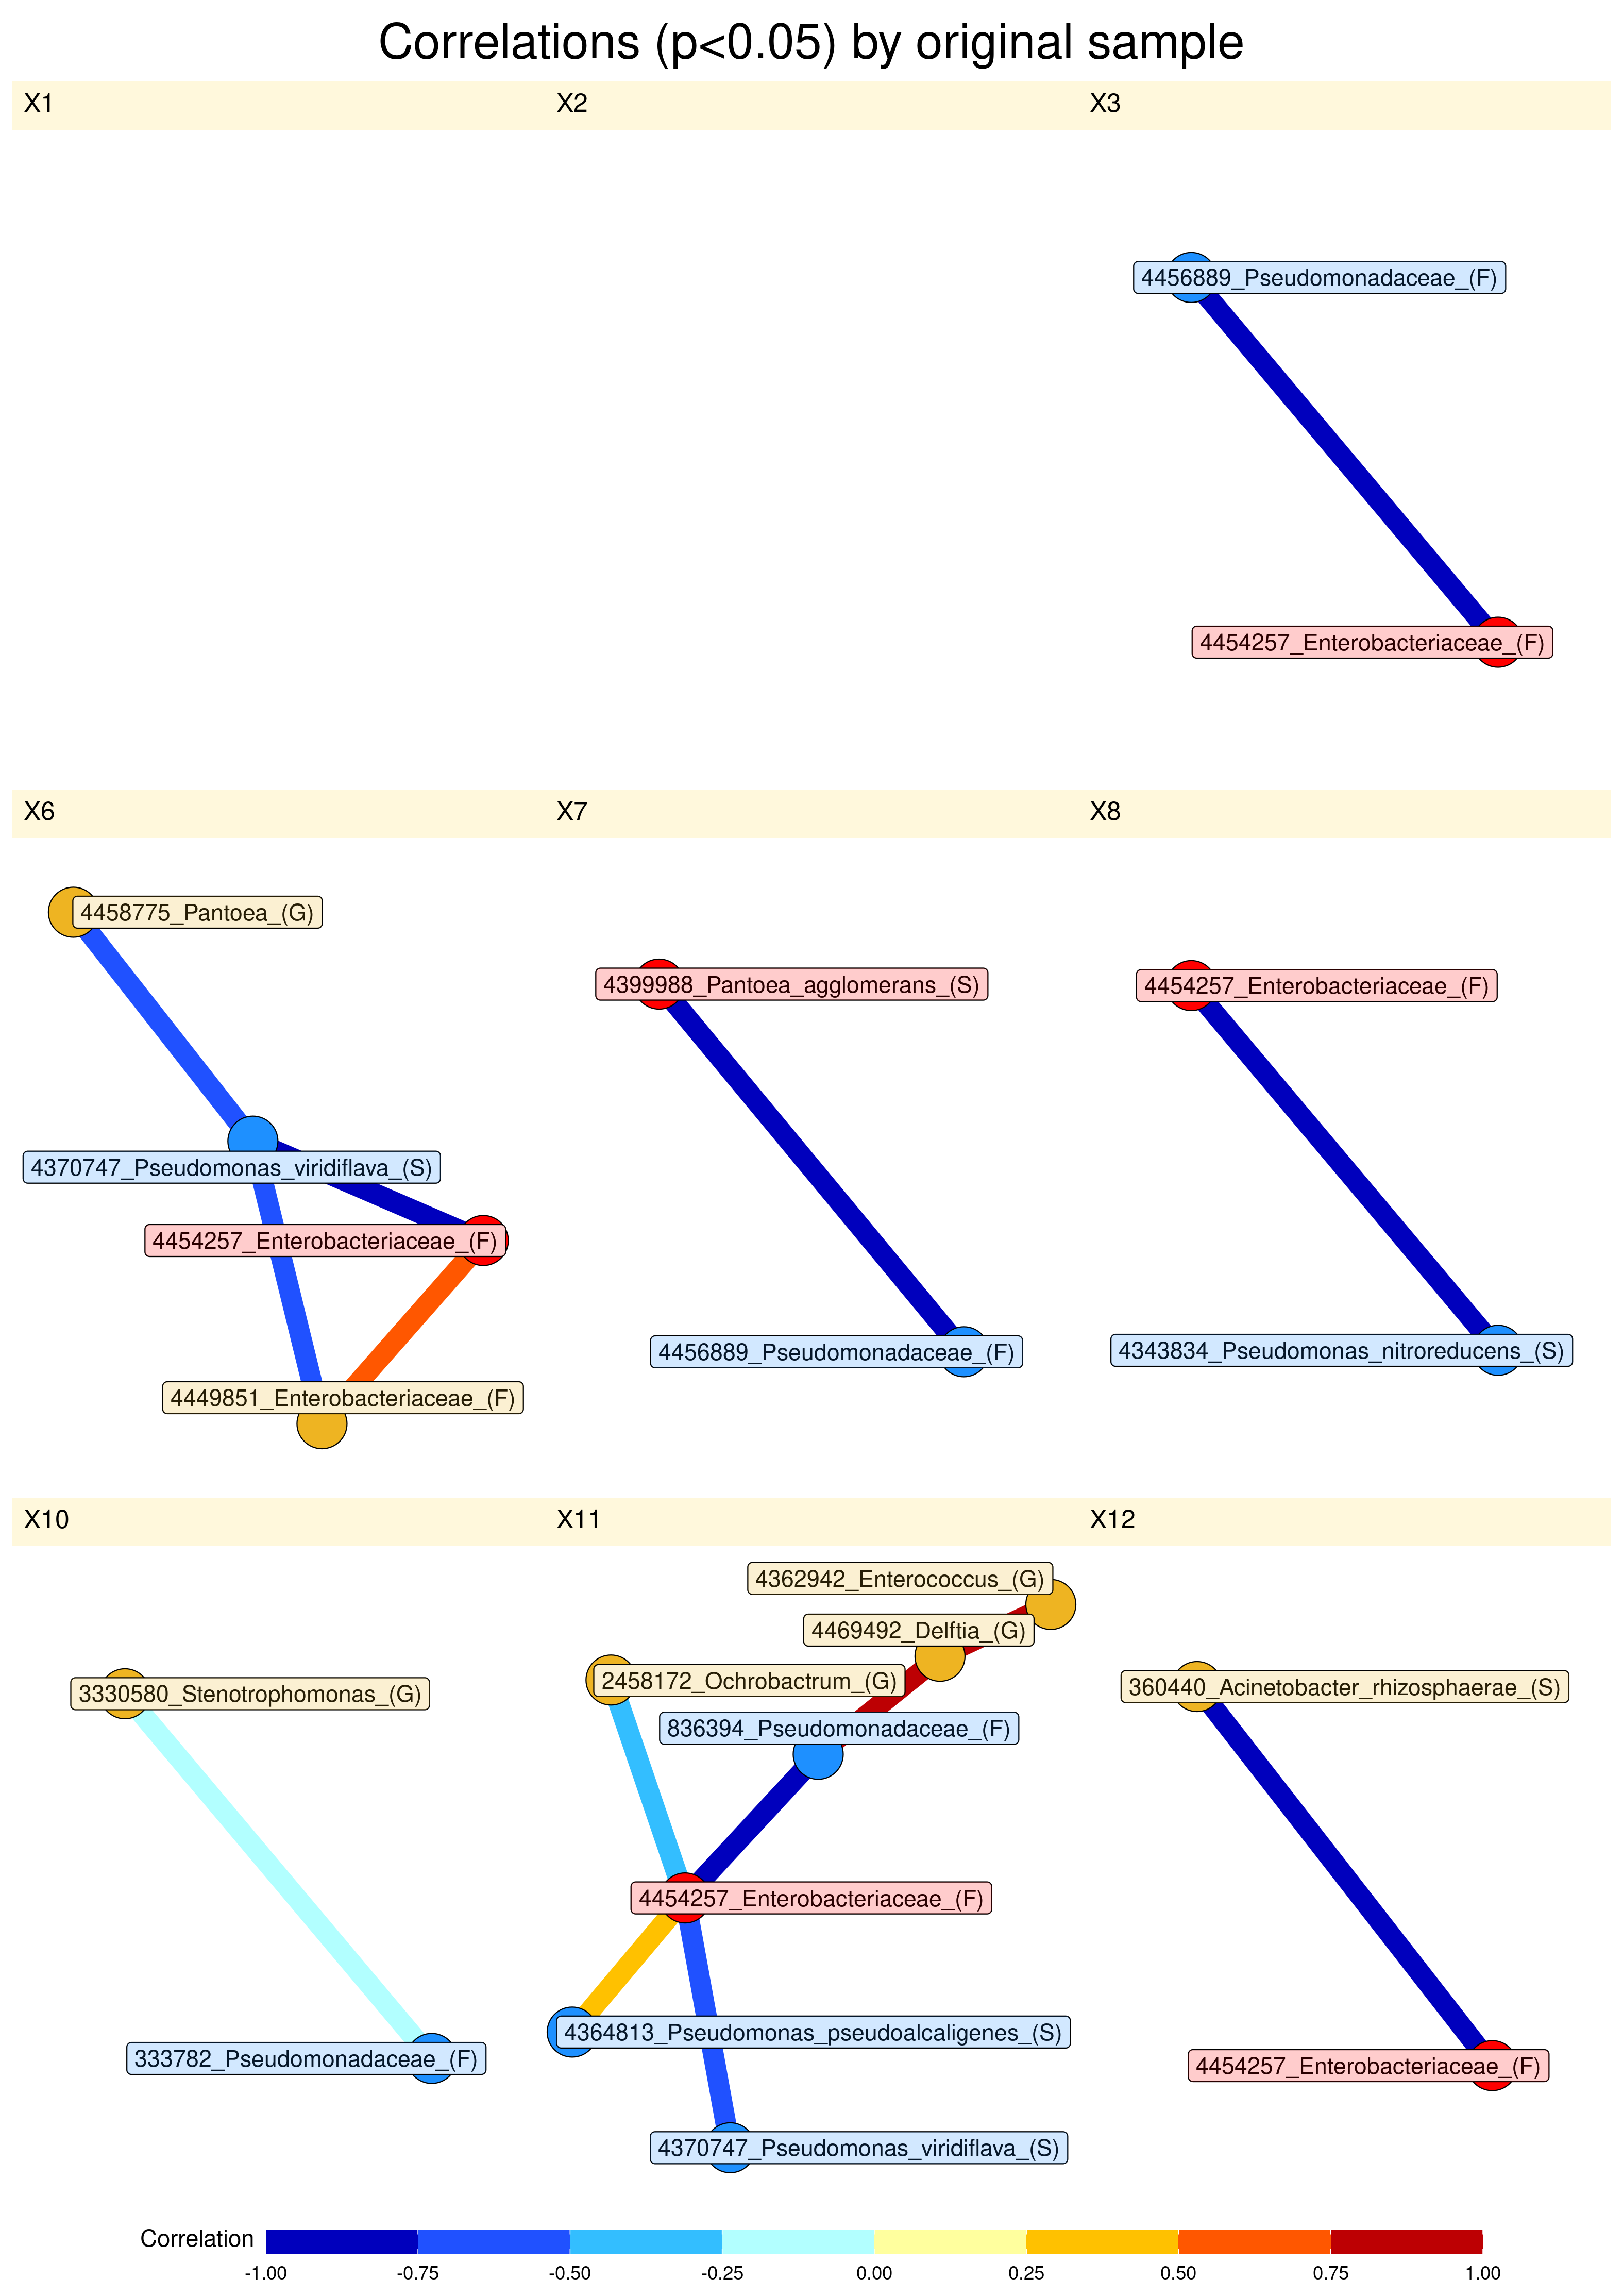 Correlations (p<0.05) by original sample
X1 X2 X3
4456889_Pseudomonadaceae_(F)
4454257_Enterobacteriaceae_(F)
X6 X7 X8
4458775_Pantoea_(G)
4370747_Pseudomonas_viridiflava_(S)
4454257_Enterobacteriaceae_(F)
4449851_Enterobacteriaceae_(F)
4399988_Pantoea_agglomerans_(S)
4456889_Pseudomonadaceae_(F)
4454257_Enterobacteriaceae_(F)
4343834_Pseudomonas_nitroreducens_(S)
X10 X11 X12
3330580_Stenotrophomonas_(G)
333782_Pseudomonadaceae_(F)
4362942_Enterococcus_(G)
4469492_Delftia_(G)
2458172_Ochrobactrum_(G)
836394_Pseudomonadaceae_(F)
4454257_Enterobacteriaceae_(F)
4364813_Pseudomonas_pseudoalcaligenes_(S)
4370747_Pseudomonas_viridiflava_(S)
360440_Acinetobacter_rhizosphaerae_(S)
4454257_Enterobacteriaceae_(F)
Correlation
-1.00 -0.75 -0.50 -0.25 0.00 0.25 0.50 0.75 1.00